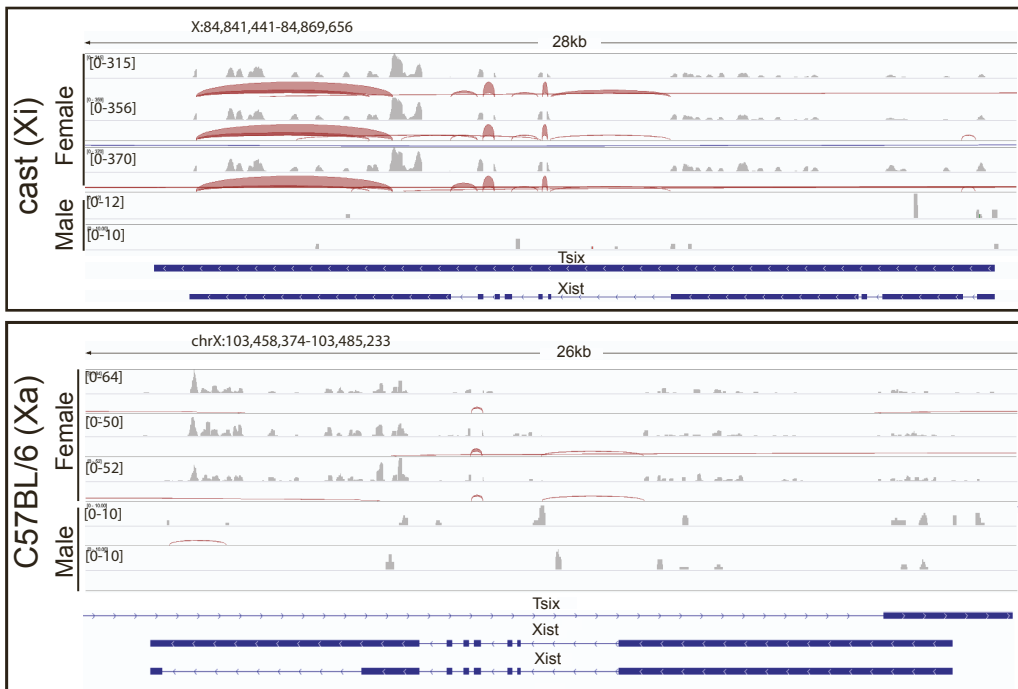 X:84,841,441-84,869,656
28kb
cast (Xi)
Female
[0-315]
[0-356]
[0-370]
Male
[0-12]
[0-10]
Tsix
Xist
chrX:103,458,374-103,485,233
26kb
C57BL/6 (Xa)
Female
[0-64]
[0-50]
[0-52]
Male
[0-10]
[0-10]
Tsix
Xist
Xist